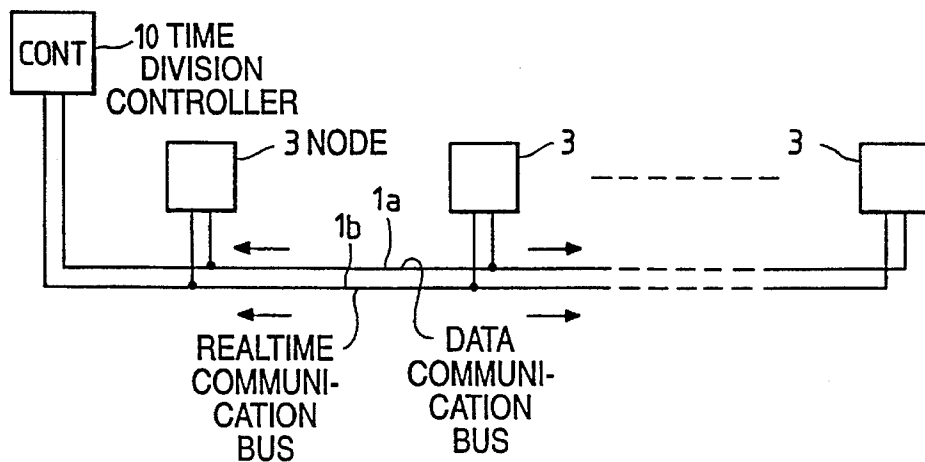 CONT
10 TIME
DIVISION
CONTROLLER
3 NODE
3
3
1a
1b
REALTIME
COMMUNI-
CATION
BUS
DATA
COMMUNI-
CATION
BUS